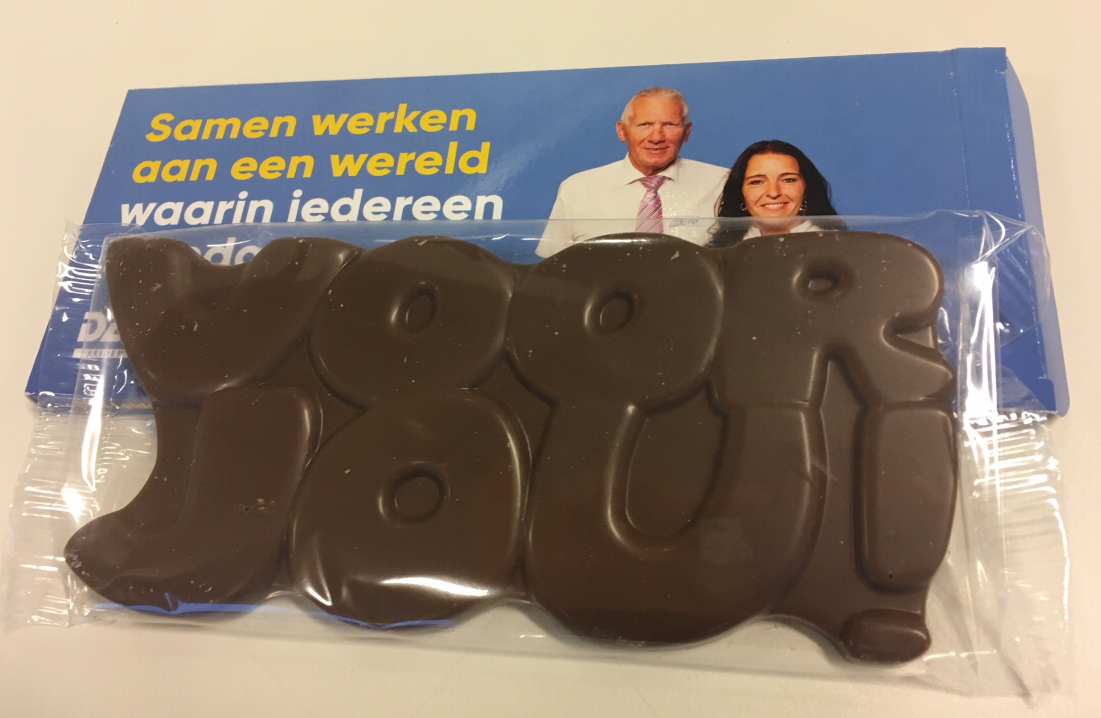 Samen werken
aan een wereld
waarin iedereen
VOOR
JOU!